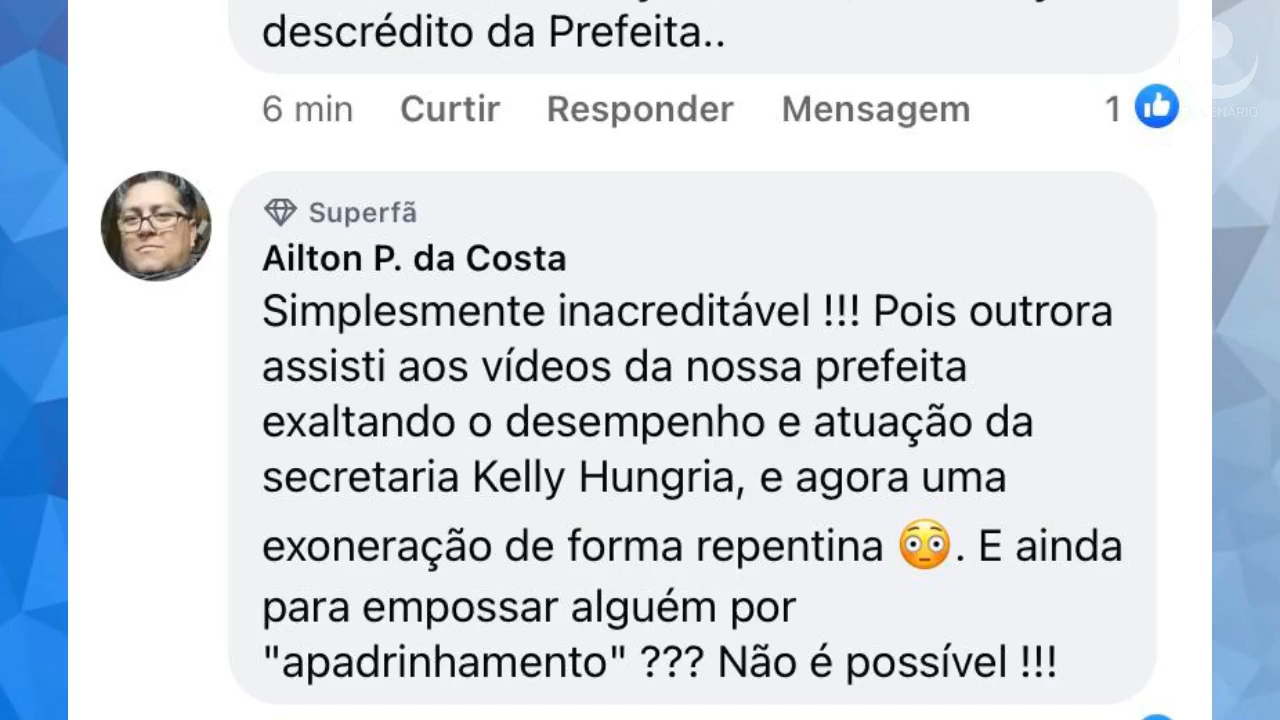 descrédito da Prefeita..
6 min Curtir Responder Mensagem 1
Superfã
Ailton P. da Costa
Simplesmente inacreditável !!! Pois outrora
assisti aos vídeos da nossa prefeita
exaltando o desempenho e atuação da
secretaria Kelly Hungria, e agora uma
exoneração de forma repentina 😳. E ainda
para empossar alguém por
"apadrinhamento" ??? Não é possível !!!